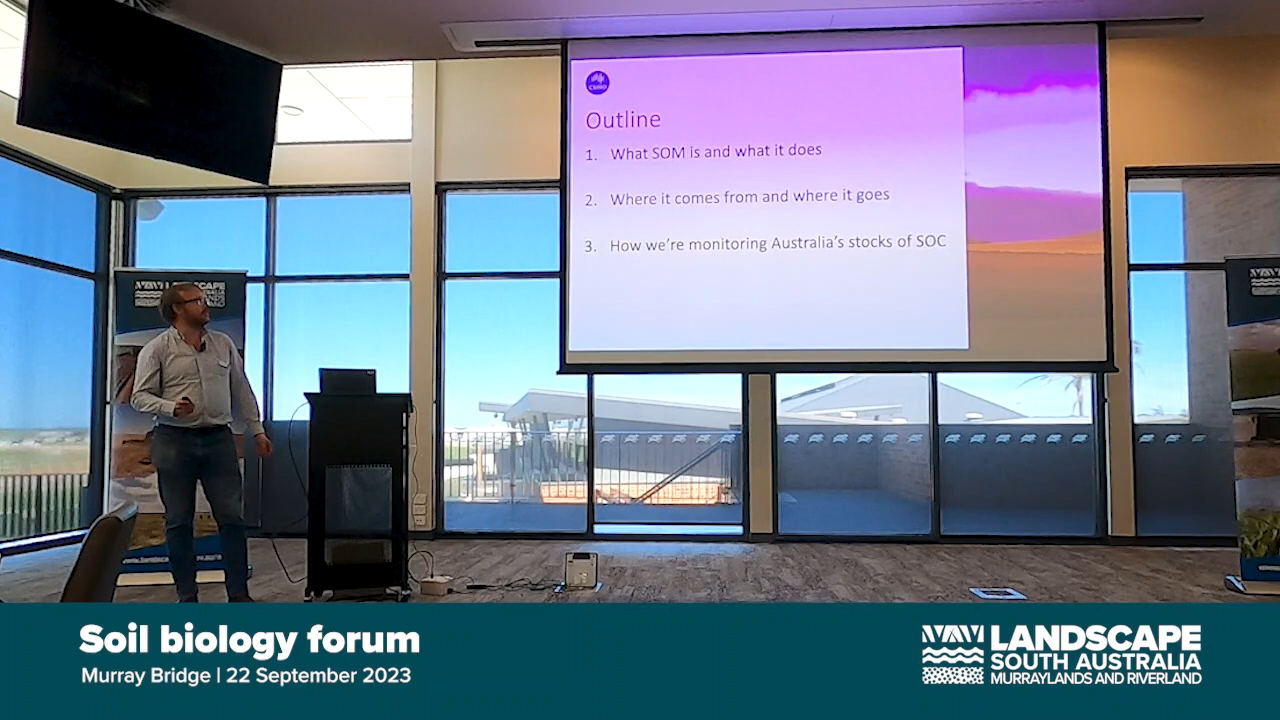 CSIRO
Outline
1. What SOM is and what it does
2. Where it comes from and where it goes
3. How we're monitoring Australia's stocks of SOC
LANDSCAPE
Soil biology forum
Murray Bridge | 22 September 2023
LANDSCAPE
SOUTH AUSTRALIA
MURRAYLANDS AND RIVERLAND